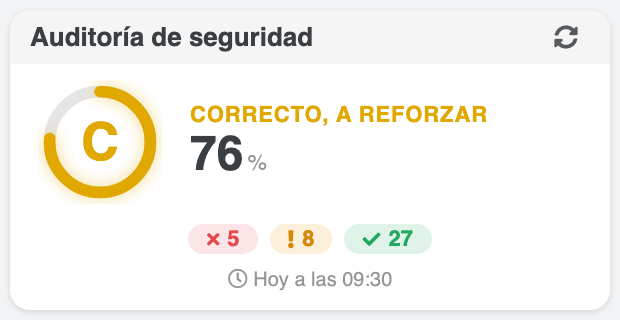 Auditoría de seguridad
C
CORRECTO, A REFORZAR
76 %
5 ! 8 27
Hoy a las 09:30